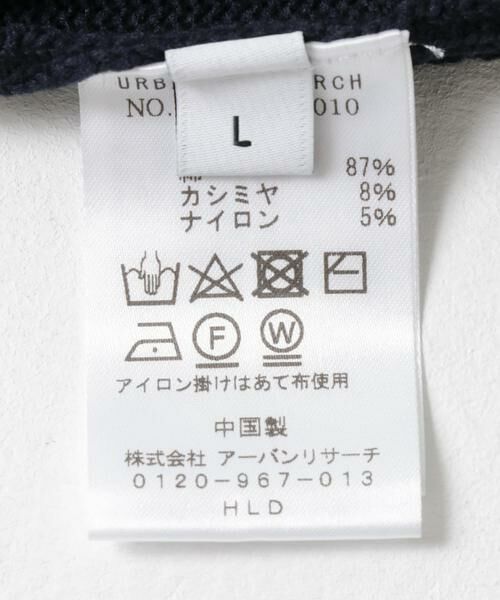 URB RCH
NO. 010
L
綿 87%
カシミヤ 8%
ナイロン 5%
F W
アイロン掛けはあて布使用
中国製
株式会社 アーバンリサーチ
0120-967-013
HLD